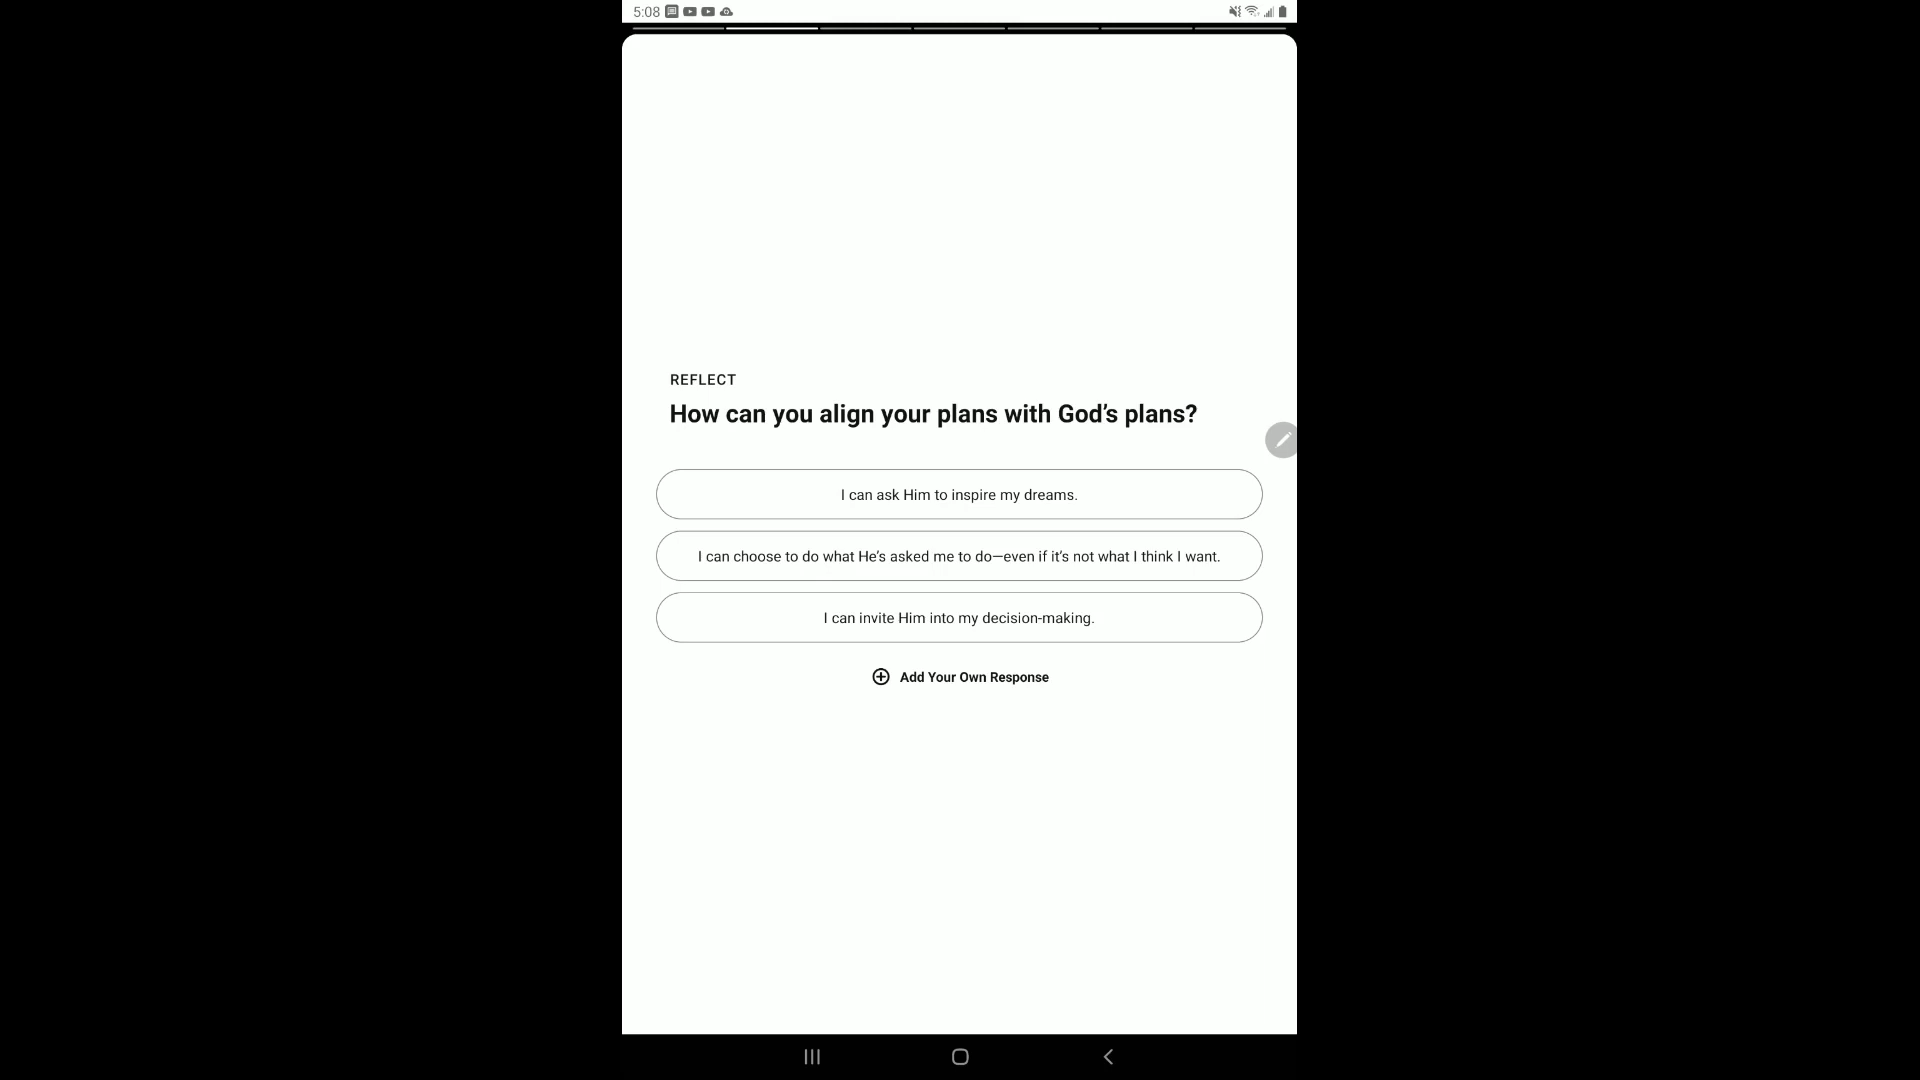 5:08
REFLECT
How can you align your plans with God’s plans?
I can ask Him to inspire my dreams.
I can choose to do what He’s asked me to do—even if it’s not what I think I want.
I can invite Him into my decision-making.
Add Your Own Response